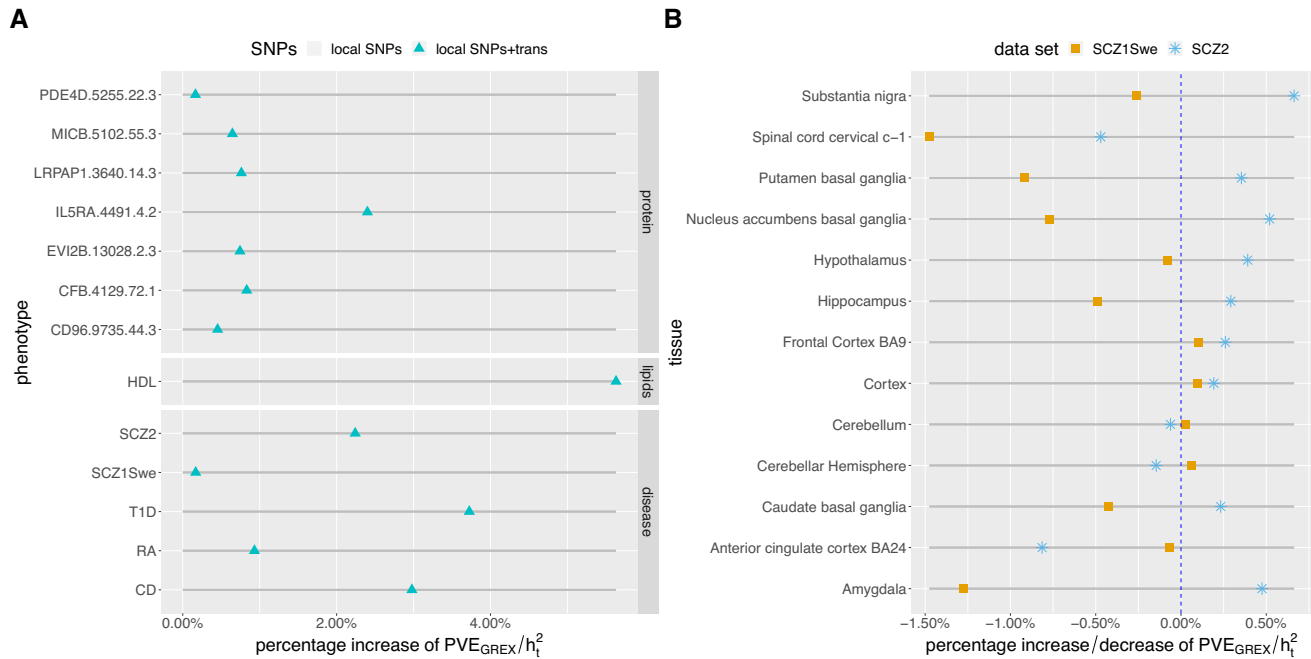 A
SNPs local SNPs local SNPs+trans
phenotype
PDE4D.5255.22.3
MICB.5102.55.3
LRPAP1.3640.14.3
IL5RA.4491.4.2
EVI2B.13028.2.3
CFB.4129.72.1
CD96.9735.44.3
protein
HDL
lipids
SCZ2
SCZ1Swe
T1D
RA
CD
disease
0.00% 2.00% 4.00%
percentage increase of PVE_GREX/h_t^2
B
data set SCZ1Swe SCZ2
tissue
Substantia nigra
Spinal cord cervical c−1
Putamen basal ganglia
Nucleus accumbens basal ganglia
Hypothalamus
Hippocampus
Frontal Cortex BA9
Cortex
Cerebellum
Cerebellar Hemisphere
Caudate basal ganglia
Anterior cingulate cortex BA24
Amygdala
−1.50% −1.00% −0.50% 0.00% 0.50%
percentage increase/decrease of PVE_GREX/h_t^2